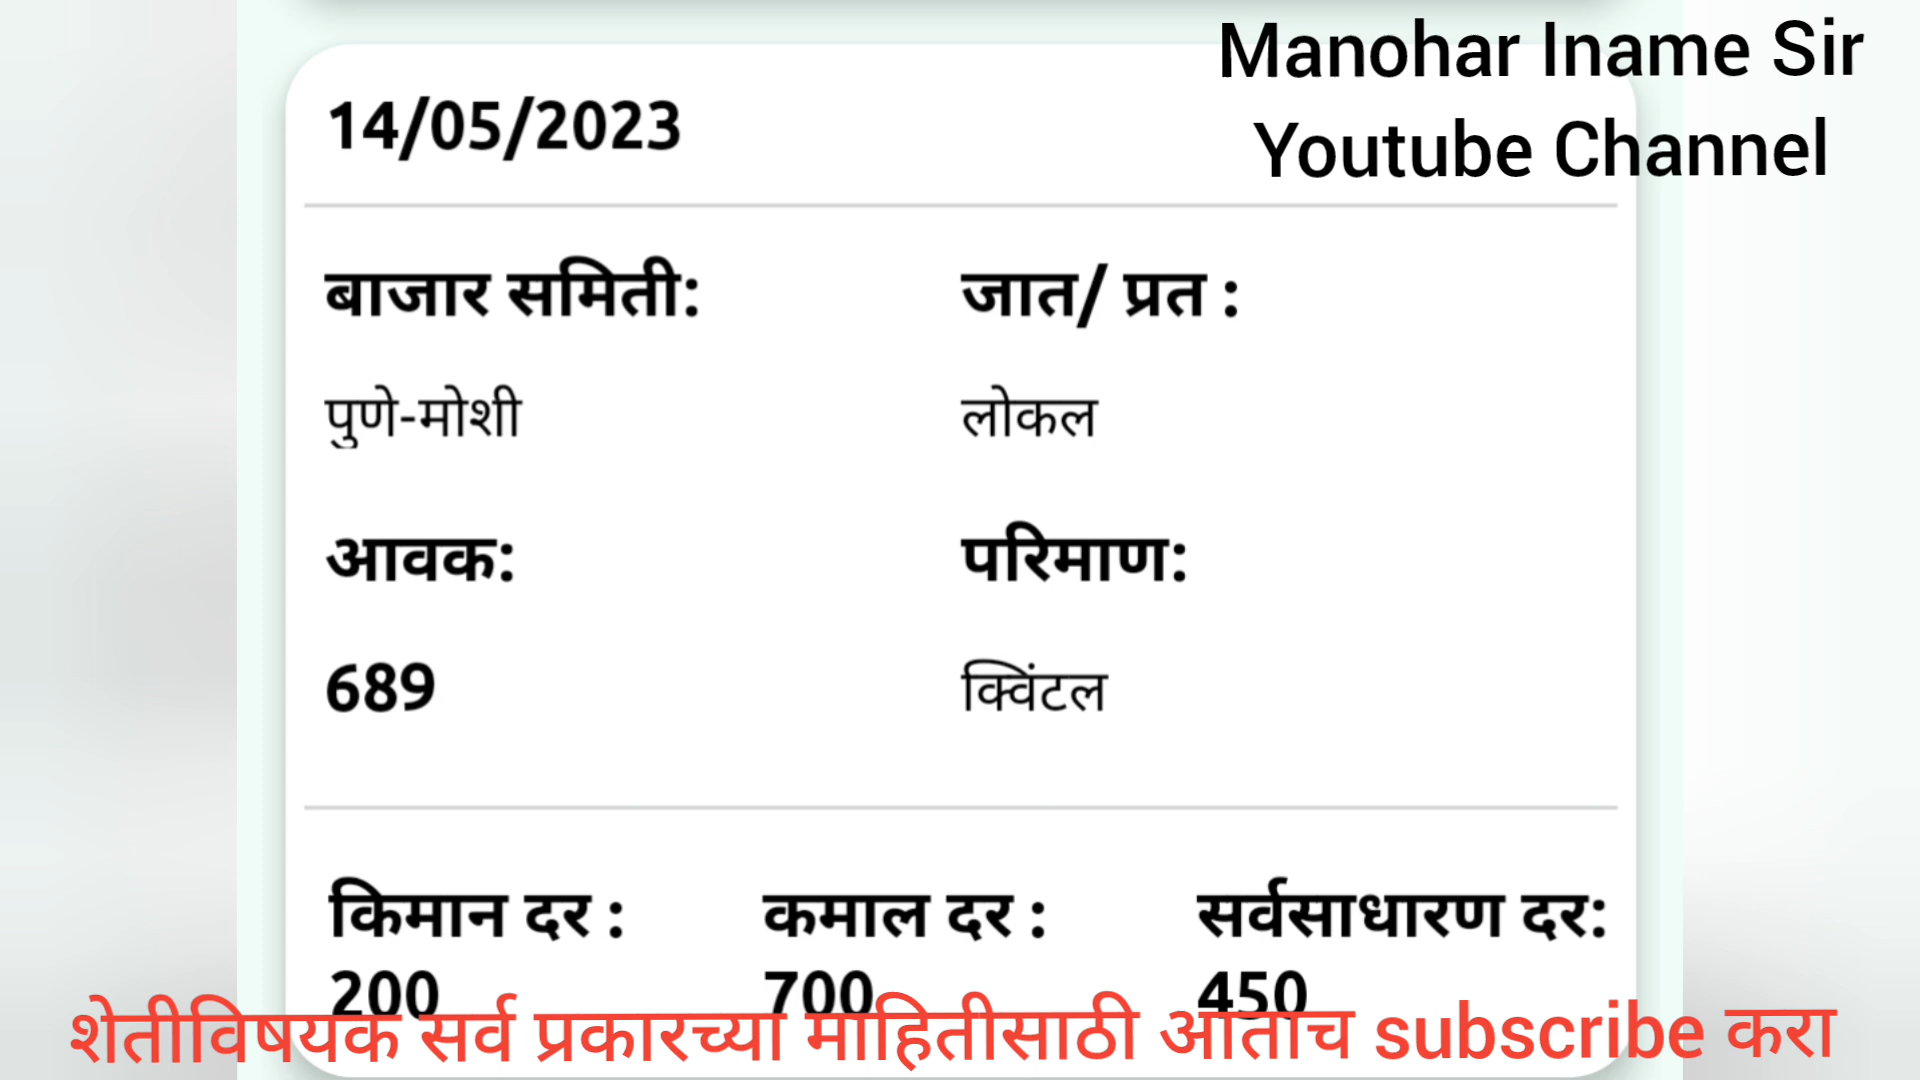 Manohar Iname Sir
Youtube Channel
14/05/2023
बाजार समिती:
जात/ प्रत :
पुणे-मोशी
लोकल
आवक:
परिमाण:
689
क्विंटल
किमान दर :
कमाल दर :
सर्वसाधारण दर:
200
700
450
शेतीविषयक सर्व प्रकारच्या माहितीसाठी आताच subscribe करा